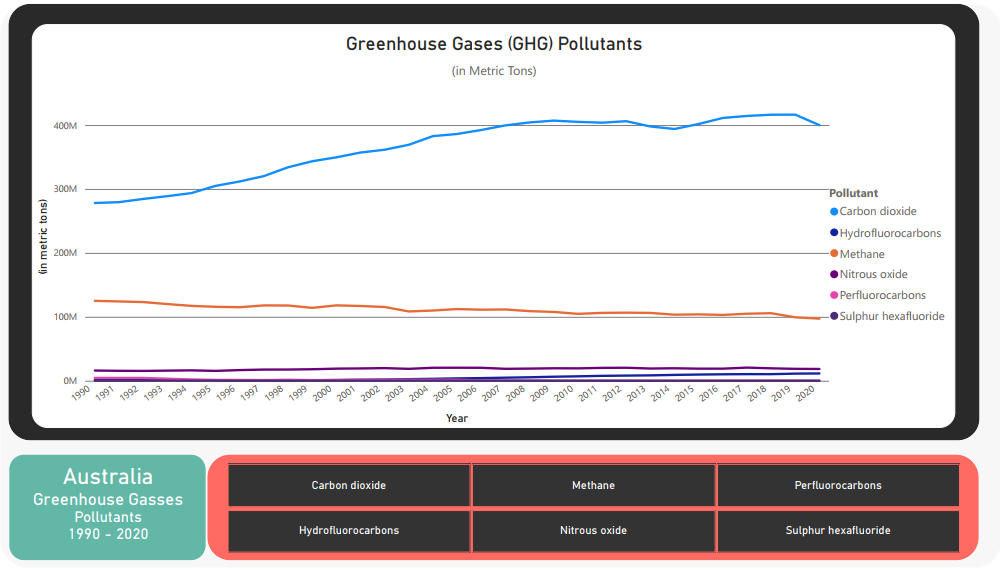 Greenhouse Gases (GHG) Pollutants
(in Metric Tons)
400M
300M
200M
100M
0M
(in metric tons)
1990 1991 1992 1993 1994 1995 1996 1997 1998 1999 2000 2001 2002 2003 2004 2005 2006 2007 2008 2009 2010 2011 2012 2013 2014 2015 2016 2017 2018 2019 2020
Year
Pollutant
Carbon dioxide
Hydrofluorocarbons
Methane
Nitrous oxide
Perfluorocarbons
Sulphur hexafluoride
Australia
Greenhouse Gasses
Pollutants
1990 - 2020
Carbon dioxide
Methane
Perfluorocarbons
Hydrofluorocarbons
Nitrous oxide
Sulphur hexafluoride